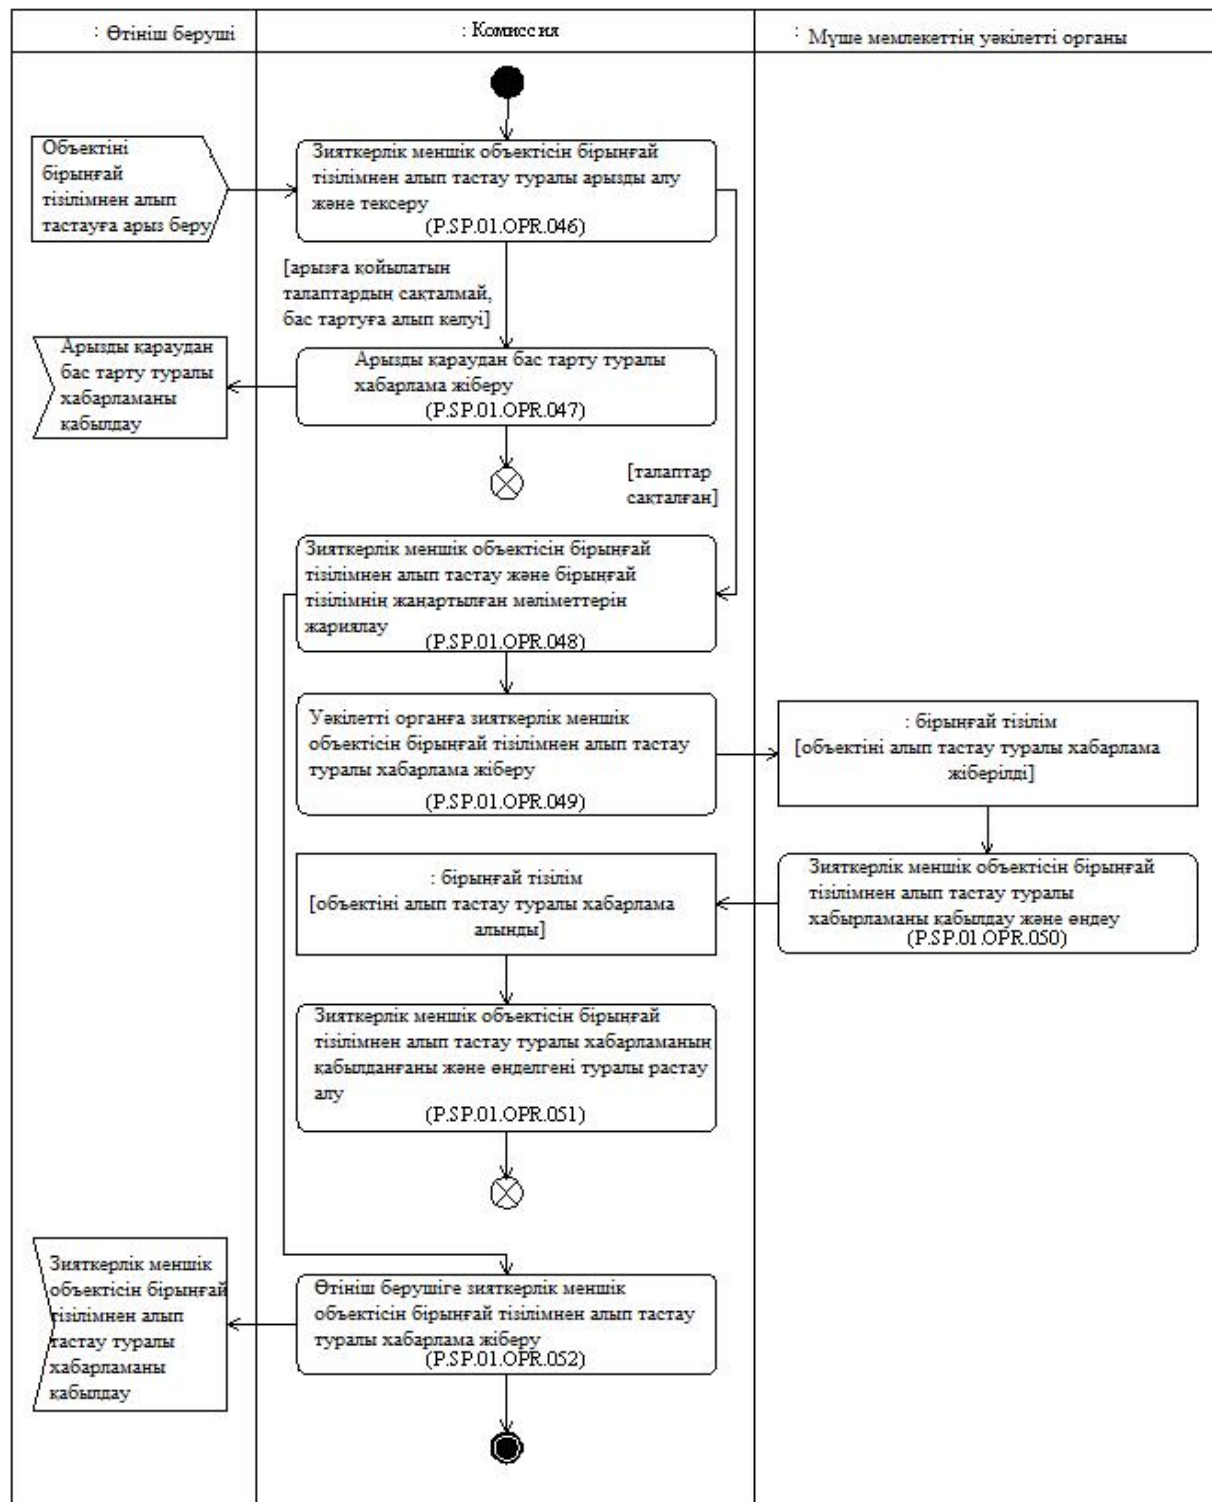 : Өтініш беруші
: Комиссия
: Мүше мемлекеттің уәкілетті органы
Объектіні
бірыңғай
тізілімнен алып
тастауға арыз беру
Зияткерлік меншік объектісін бірыңғай
тізілімнен алып тастау туралы арызды алу
және тексеру
(P.SP.01.OPR.046)
[арызға қойылатын
талаптардың сақталмай,
бас тартуға алып келуі]
Арызды қараудан
бас тарту туралы
хабарламаны
қабылдау
Арызды қараудан бас тарту туралы
хабарлама жіберу
(P.SP.01.OPR.047)
[талаптар
сақталған]
Зияткерлік меншік объектісін бірыңғай
тізілімнен алып тастау және бірыңғай
тізілімнің жаңартылған мәліметтерін
жариялау
(P.SP.01.OPR.048)
Уәкілетті органға зияткерлік меншік
объектісін бірыңғай тізілімнен алып тастау
туралы хабарлама жіберу
(P.SP.01.OPR.049)
: бірыңғай тізілім
[объектіні алып тастау туралы хабарлама
жіберілді]
: бірыңғай тізілім
[объектіні алып тастау туралы хабарлама
алынды]
Зияткерлік меншік объектісін бірыңғай
тізілімнен алып тастау туралы
хабырламаны қабылдау және өңдеу
(P.SP.01.OPR.050)
Зияткерлік меншік объектісін бірыңғай
тізілімнен алып тастау туралы хабарламаның
қабылданғаны және өңделгені туралы растау
алу
(P.SP.01.OPR.051)
Зияткерлік меншік
объектісін бірыңғай
тізілімнен алып
тастау туралы
хабарламаны
қабылдау
Өтініш берушіге зияткерлік меншік
объектісін бірыңғай тізілімнен алып тастау
туралы хабарлама жіберу
(P.SP.01.OPR.052)